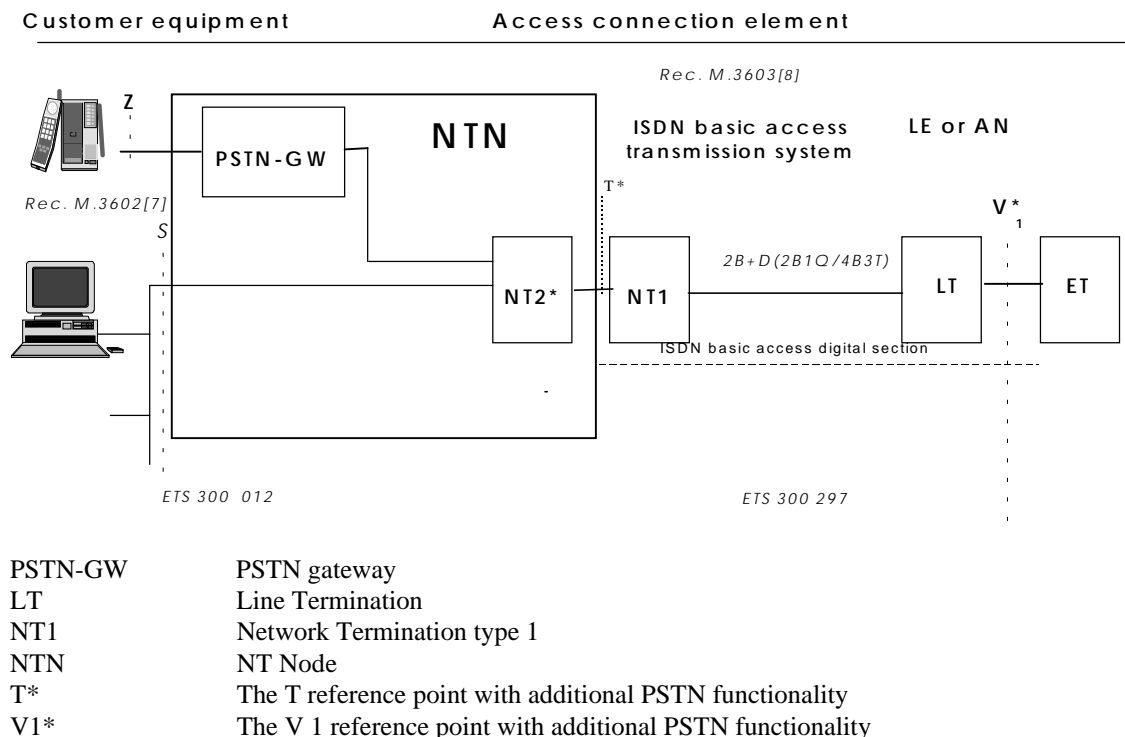 Customer equipment Access connection element
Rec. M.3603[8]
Z
NTN
ISDN basic access
transmission system
LE or AN
PSTN-GW
T*
Rec. M.3602[7]
V*
1
S
2B+D(2B1Q/4B3T)
NT2*
NT1
LT
ET
ISDN basic access digital section
-
ETS 300 012
ETS 300 297
PSTN-GW PSTN gateway
LT Line Termination
NT1 Network Termination type 1
NTN NT Node
T* The T reference point with additional PSTN functionality
V1* The V 1 reference point with additional PSTN functionality